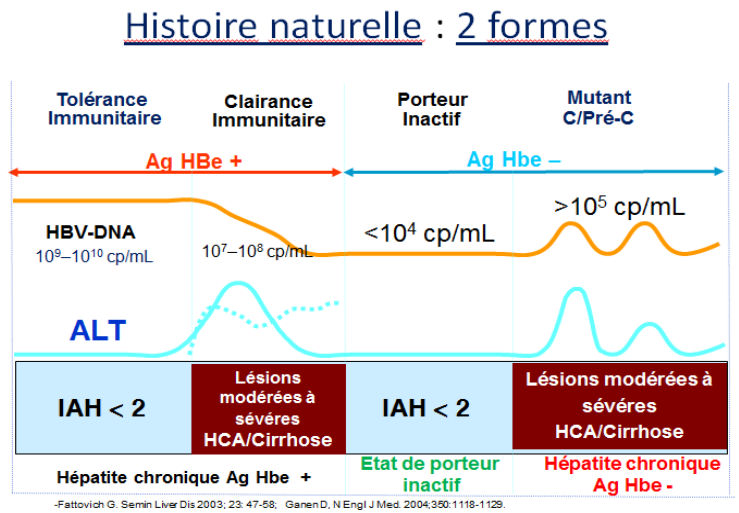 Histoire naturelle : 2 formes
Tolérance
Immunitaire
Clairance
Immunitaire
Porteur
Inactif
Mutant
C/Pré-C
Ag HBe +
Ag Hbe –
HBV-DNA
10⁹–10¹⁰ cp/mL
10⁷–10⁸ cp/mL
<10⁴ cp/mL
>10⁵ cp/mL
ALT
IAH < 2
Lésions
modérées à
sévéres
HCA/Cirrhose
IAH < 2
Lésions modérées à
sévéres
HCA/Cirrhose
Hépatite chronique Ag Hbe +
Etat de porteur
inactif
Hépatite chronique
Ag Hbe -
-Fattovich G. Semin Liver Dis 2003; 23: 47-58; Ganen D, N Engl J Med. 2004;350:1118-1129.